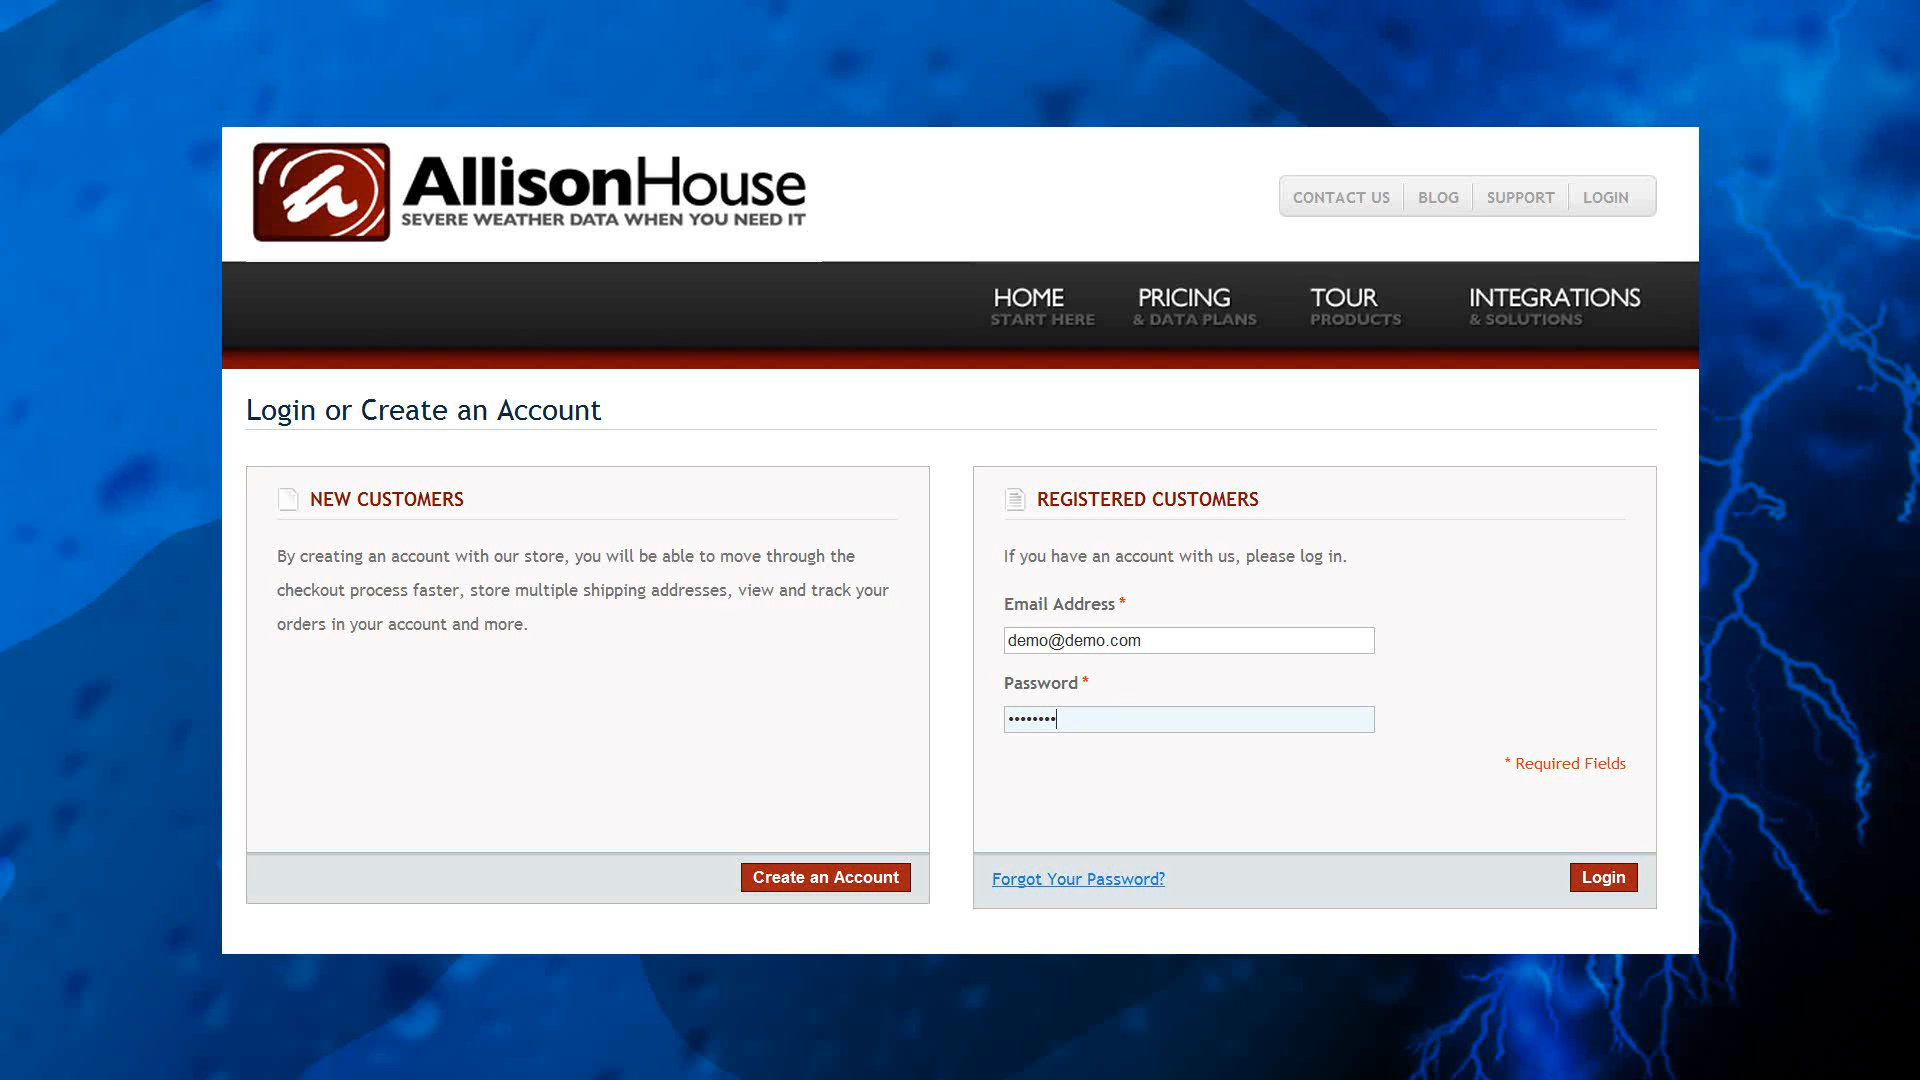 AllisonHouse
SEVERE WEATHER DATA WHEN YOU NEED IT
CONTACT US
BLOG
SUPPORT
LOGIN
HOME
START HERE
PRICING
& DATA PLANS
TOUR
PRODUCTS
INTEGRATIONS
& SOLUTIONS
Login or Create an Account
NEW CUSTOMERS
By creating an account with our store, you will be able to move through the
checkout process faster, store multiple shipping addresses, view and track your
orders in your account and more.
Create an Account
REGISTERED CUSTOMERS
If you have an account with us, please log in.
Email Address *
demo@demo.com
Password *
••••••••
* Required Fields
Forgot Your Password?
Login